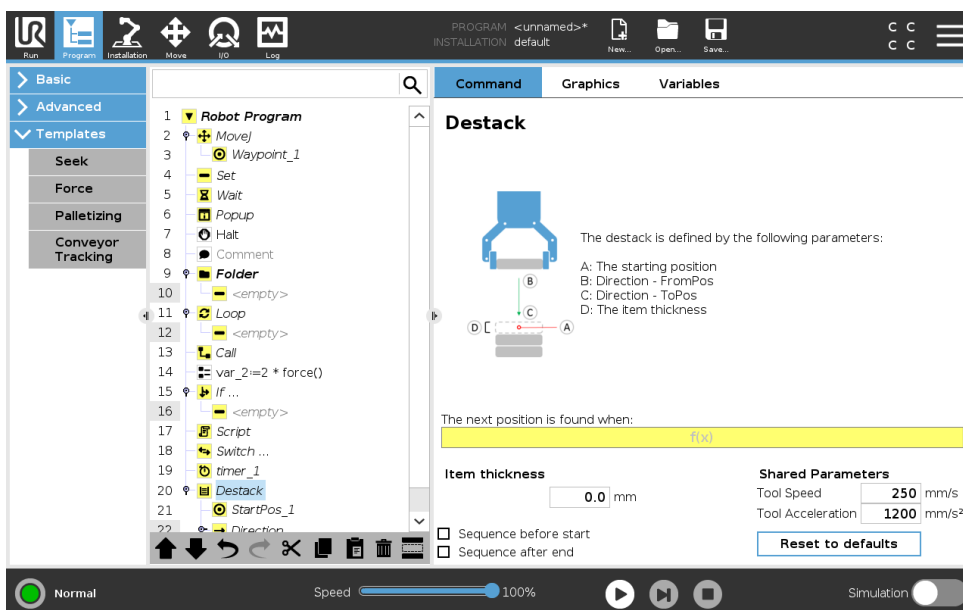 PROGRAM <unnamed>*
INSTALLATION default
Run
Program
Installation
Move
I/O
Log
New...
Open...
Save...
C C
C C
Basic
Advanced
Templates
Seek
Force
Palletizing
Conveyor
Tracking
1 Robot Program
2 MoveJ
3 Waypoint_1
4 Set
5 Wait
6 Popup
7 Halt
8 Comment
9 Folder
10 <empty>
11 Loop
12 <empty>
13 Call
14 var_2:=2 * force()
15 If ...
16 <empty>
17 Script
18 Switch ...
19 timer_1
20 Destack
21 StartPos_1
22 Direction
Command
Graphics
Variables
Destack
B
C
D
A
The destack is defined by the following parameters:
A: The starting position
B: Direction - FromPos
C: Direction - ToPos
D: The item thickness
The next position is found when:
f(x)
Item thickness
0.0 mm
Sequence before start
Sequence after end
Shared Parameters
Tool Speed 250 mm/s
Tool Acceleration 1200 mm/s²
Reset to defaults
Normal
Speed
100%
Simulation